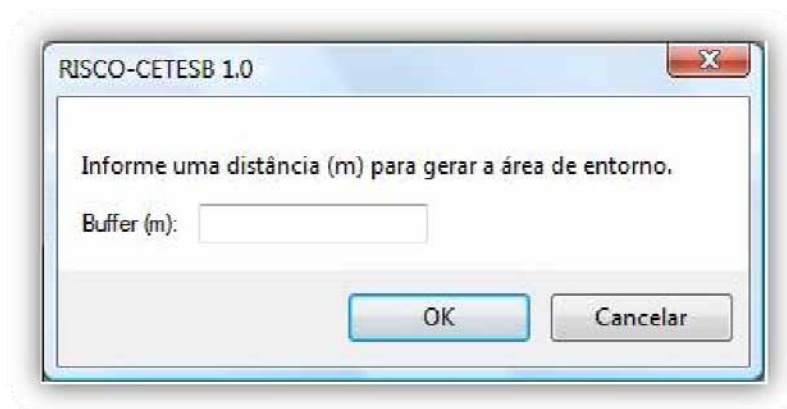 RISCO-CETESB 1.0
Informe uma distância (m) para gerar a área de entorno.
Buffer (m):
OK Cancelar